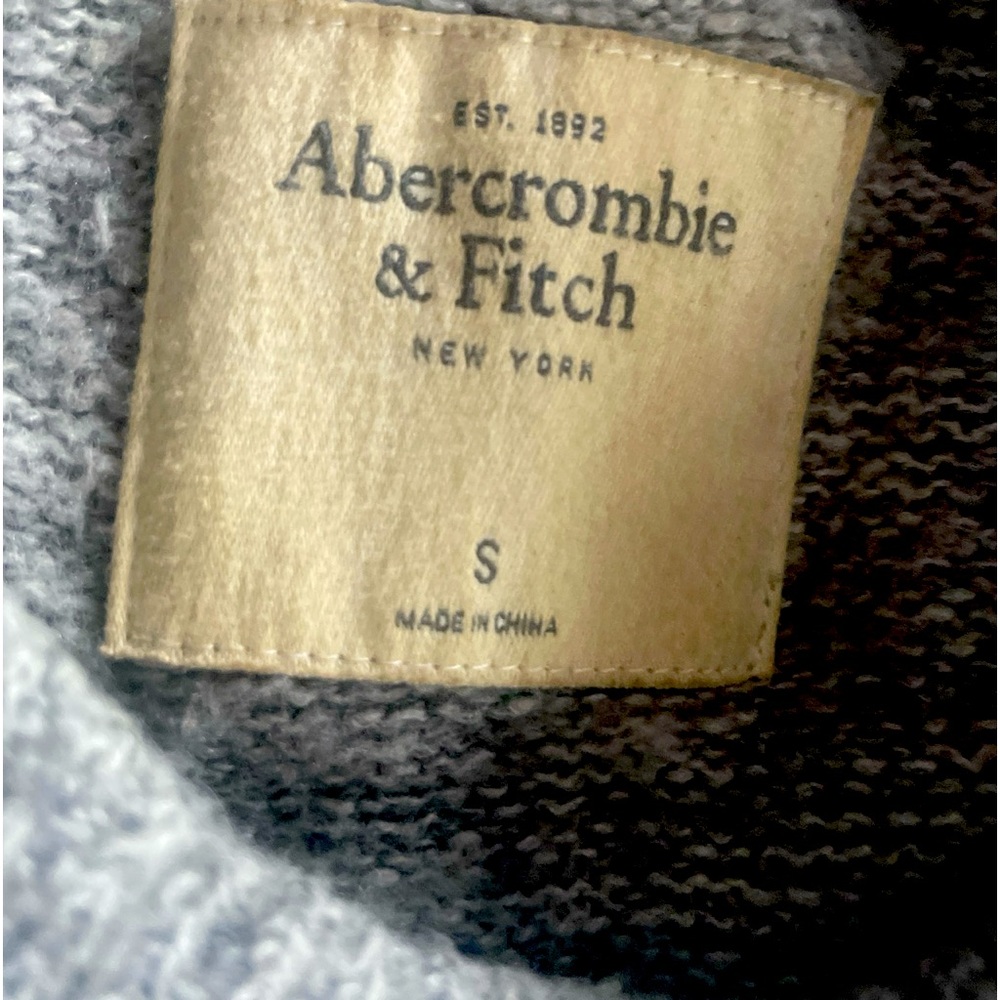 EST. 1892
Abercrombie
& Fitch
NEW YORK
S
MADE IN CHINA